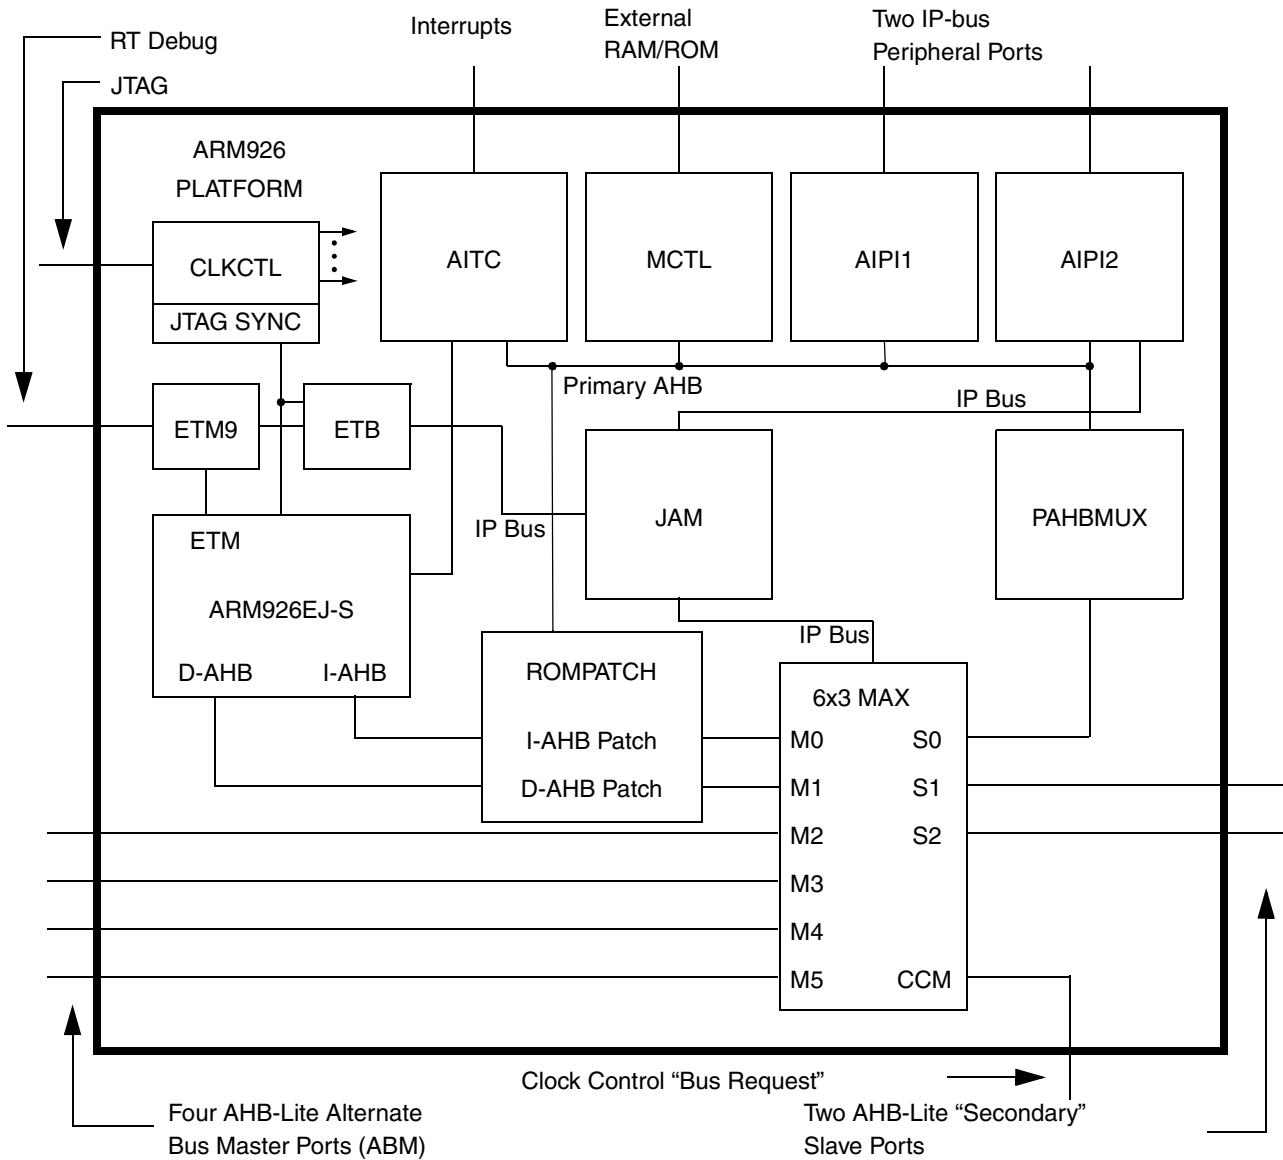 RT Debug
JTAG
Interrupts
External
RAM/ROM
Two IP-bus
Peripheral Ports
ARM926
PLATFORM
CLKCTL
JTAG SYNC
AITC
MCTL
AIPI1
AIPI2
Primary AHB
IP Bus
ETM9
ETB
JAM
PAHBMUX
IP Bus
ETM
ARM926EJ-S
D-AHB
I-AHB
IP Bus
ROMPATCH
I-AHB Patch
D-AHB Patch
6x3 MAX
M0
S0
M1
S1
M2
S2
M3
M4
M5
CCM
Clock Control “Bus Request”
Four AHB-Lite Alternate
Bus Master Ports (ABM)
Two AHB-Lite “Secondary”
Slave Ports